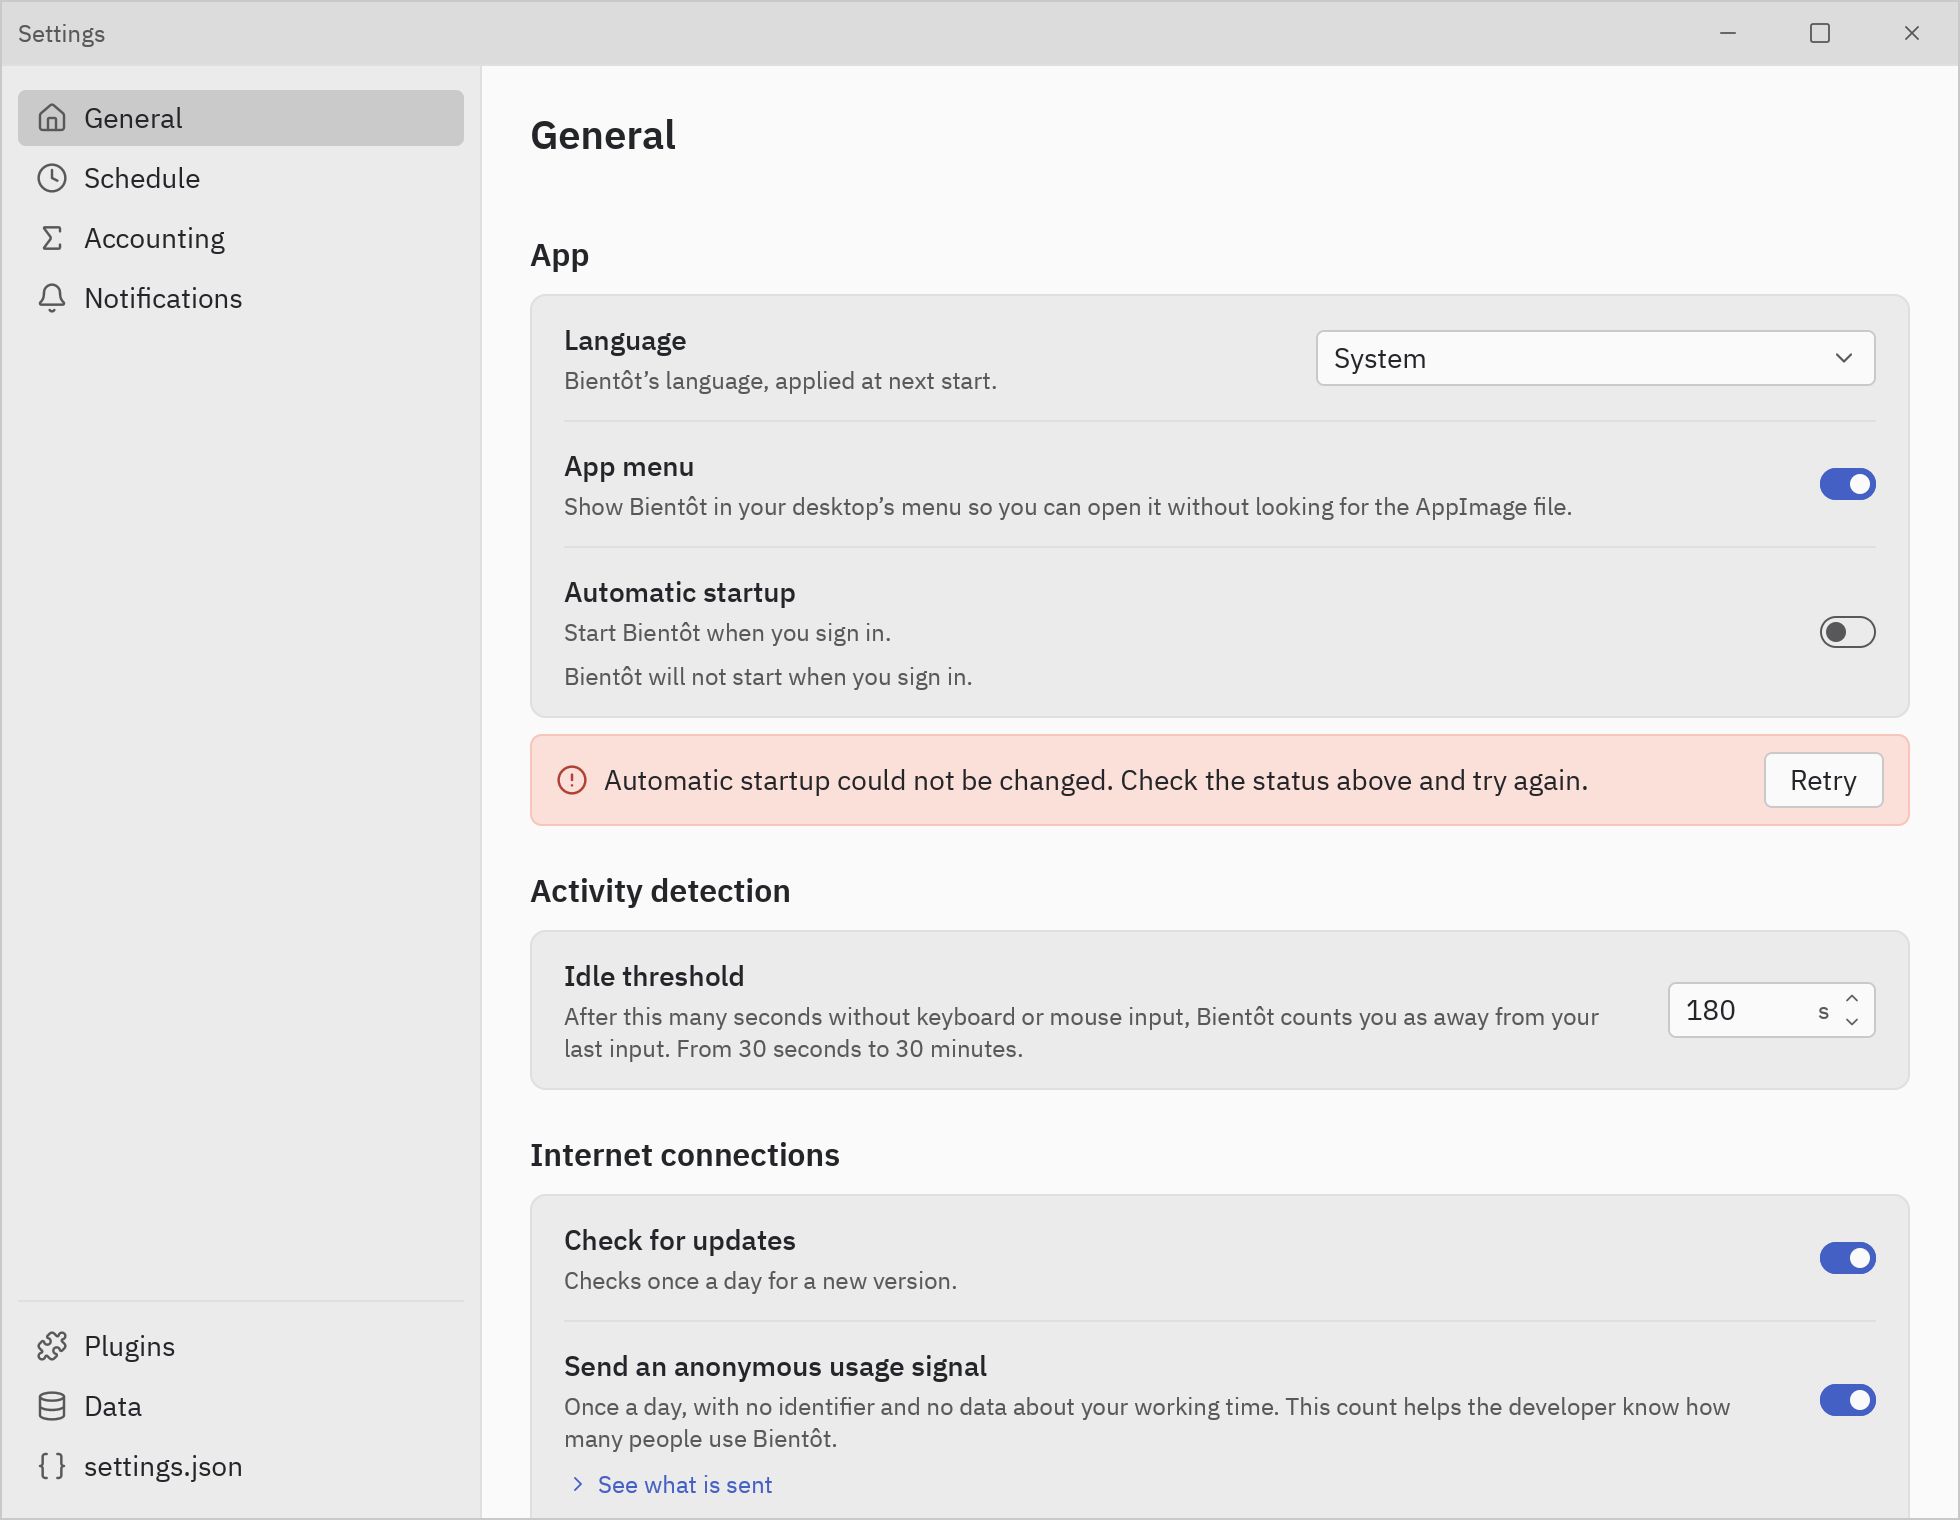 Settings
General
Schedule
Accounting
Notifications
Plugins
Data
settings.json
General
App
Language
Bientôt’s language, applied at next start.
System
App menu
Show Bientôt in your desktop’s menu so you can open it without looking for the AppImage file.
Automatic startup
Start Bientôt when you sign in.
Bientôt will not start when you sign in.
Automatic startup could not be changed. Check the status above and try again.
Retry
Activity detection
Idle threshold
After this many seconds without keyboard or mouse input, Bientôt counts you as away from your
last input. From 30 seconds to 30 minutes.
180 s
Internet connections
Check for updates
Checks once a day for a new version.
Send an anonymous usage signal
Once a day, with no identifier and no data about your working time. This count helps the developer know how
many people use Bientôt.
See what is sent